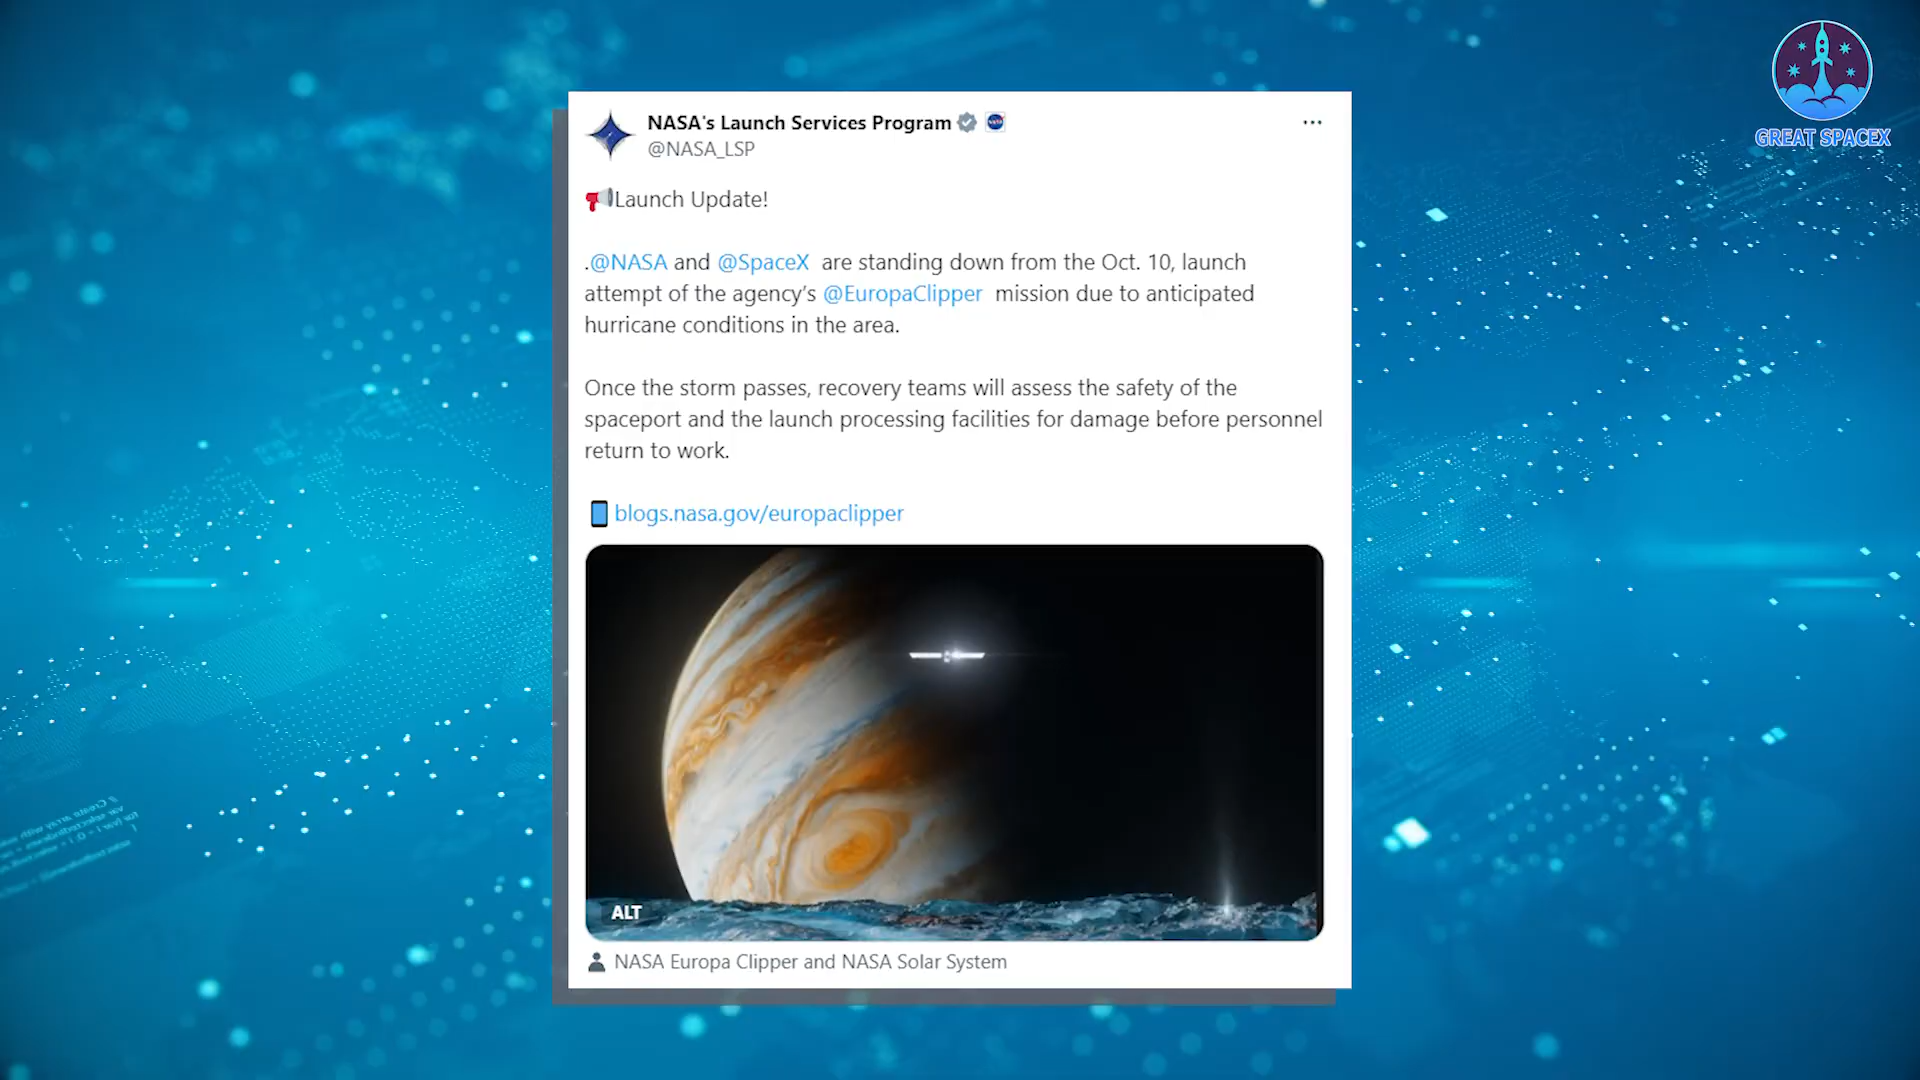 GREAT SPACEX
NASA's Launch Services Program
@NASA_LSP
Launch Update!
.@NASA and @SpaceX are standing down from the Oct. 10, launch
attempt of the agency’s @EuropaClipper mission due to anticipated
hurricane conditions in the area.
Once the storm passes, recovery teams will assess the safety of the
spaceport and the launch processing facilities for damage before personnel
return to work.
blogs.nasa.gov/europaclipper
ALT
NASA Europa Clipper and NASA Solar System